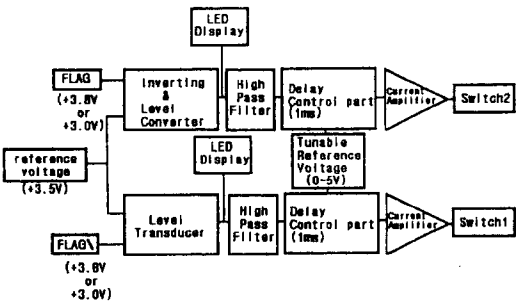 LED
Display
FLAG
(+3.8V
or
+3.0V)
Inverting
&
Level
Converter
High
Pass
Filter
Delay
Control part
(1ms)
Current
Amplifier
Switch2
reference
voltage
(+3.5V)
LED
Display
Tunable
Reference
Voltage
(0~5V)
Level
Transducer
High
Pass
Filter
Delay
Control part
(1ms)
Current
Amplifier
Switch1
FLAG\
(+3.8V
or
+3.0V)